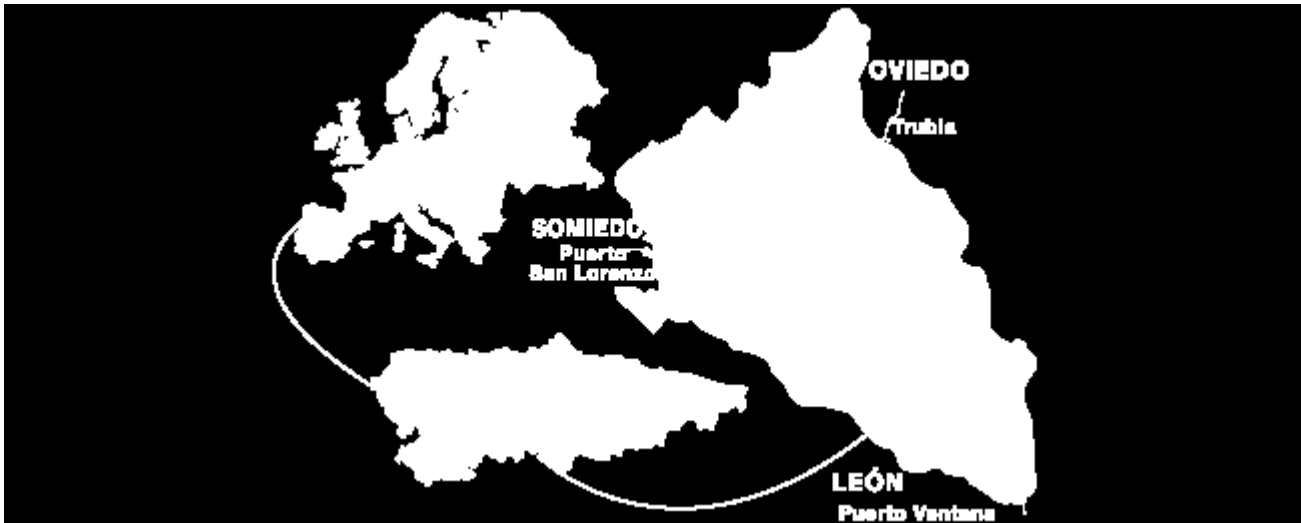 OVIEDO
Trubia
SOMIEDO
Puerto
San Lorenzo
LEÓN
Puerto Ventana